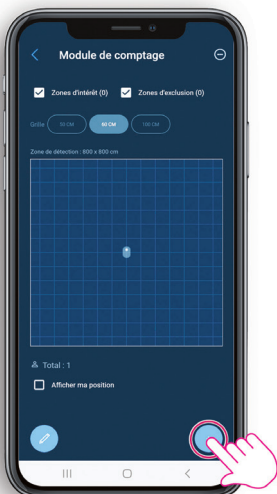 Module de comptage
Zones d'intérêt (0) Zones d'exclusion (0)
Grille 50 CM 60 CM 100 CM
Zone de détection : 800 x 800 cm
Total : 1
Afficher ma position